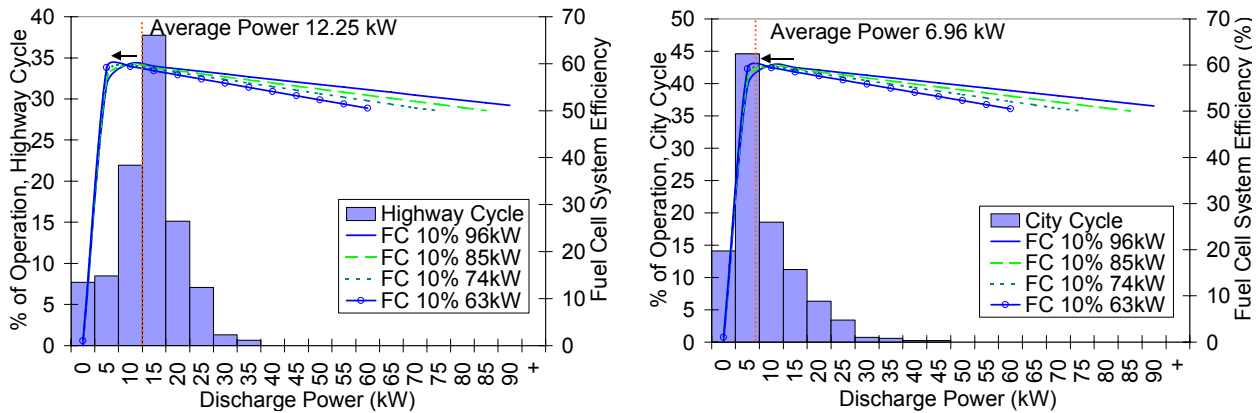 Average Power 12.25 kW
% of Operation, Highway Cycle
40
35
30
25
20
15
10
5
0
70
60
50
40
30
20
10
0
Fuel Cell System Efficiency
Highway Cycle
FC 10% 96kW
FC 10% 85kW
FC 10% 74kW
FC 10% 63kW
0 5 10 15 20 25 30 35 40 45 50 55 60 65 70 75 80 85 90 +
Discharge Power (kW)
Average Power 6.96 kW
% of Operation, City Cycle
50
45
40
35
30
25
20
15
10
5
0
70
60
50
40
30
20
10
0
Fuel Cell System Efficiency (%)
City Cycle
FC 10% 96kW
FC 10% 85kW
FC 10% 74kW
FC 10% 63kW
0 5 10 15 20 25 30 35 40 45 50 55 60 65 70 75 80 85 90 +
Discharge Power (kW)